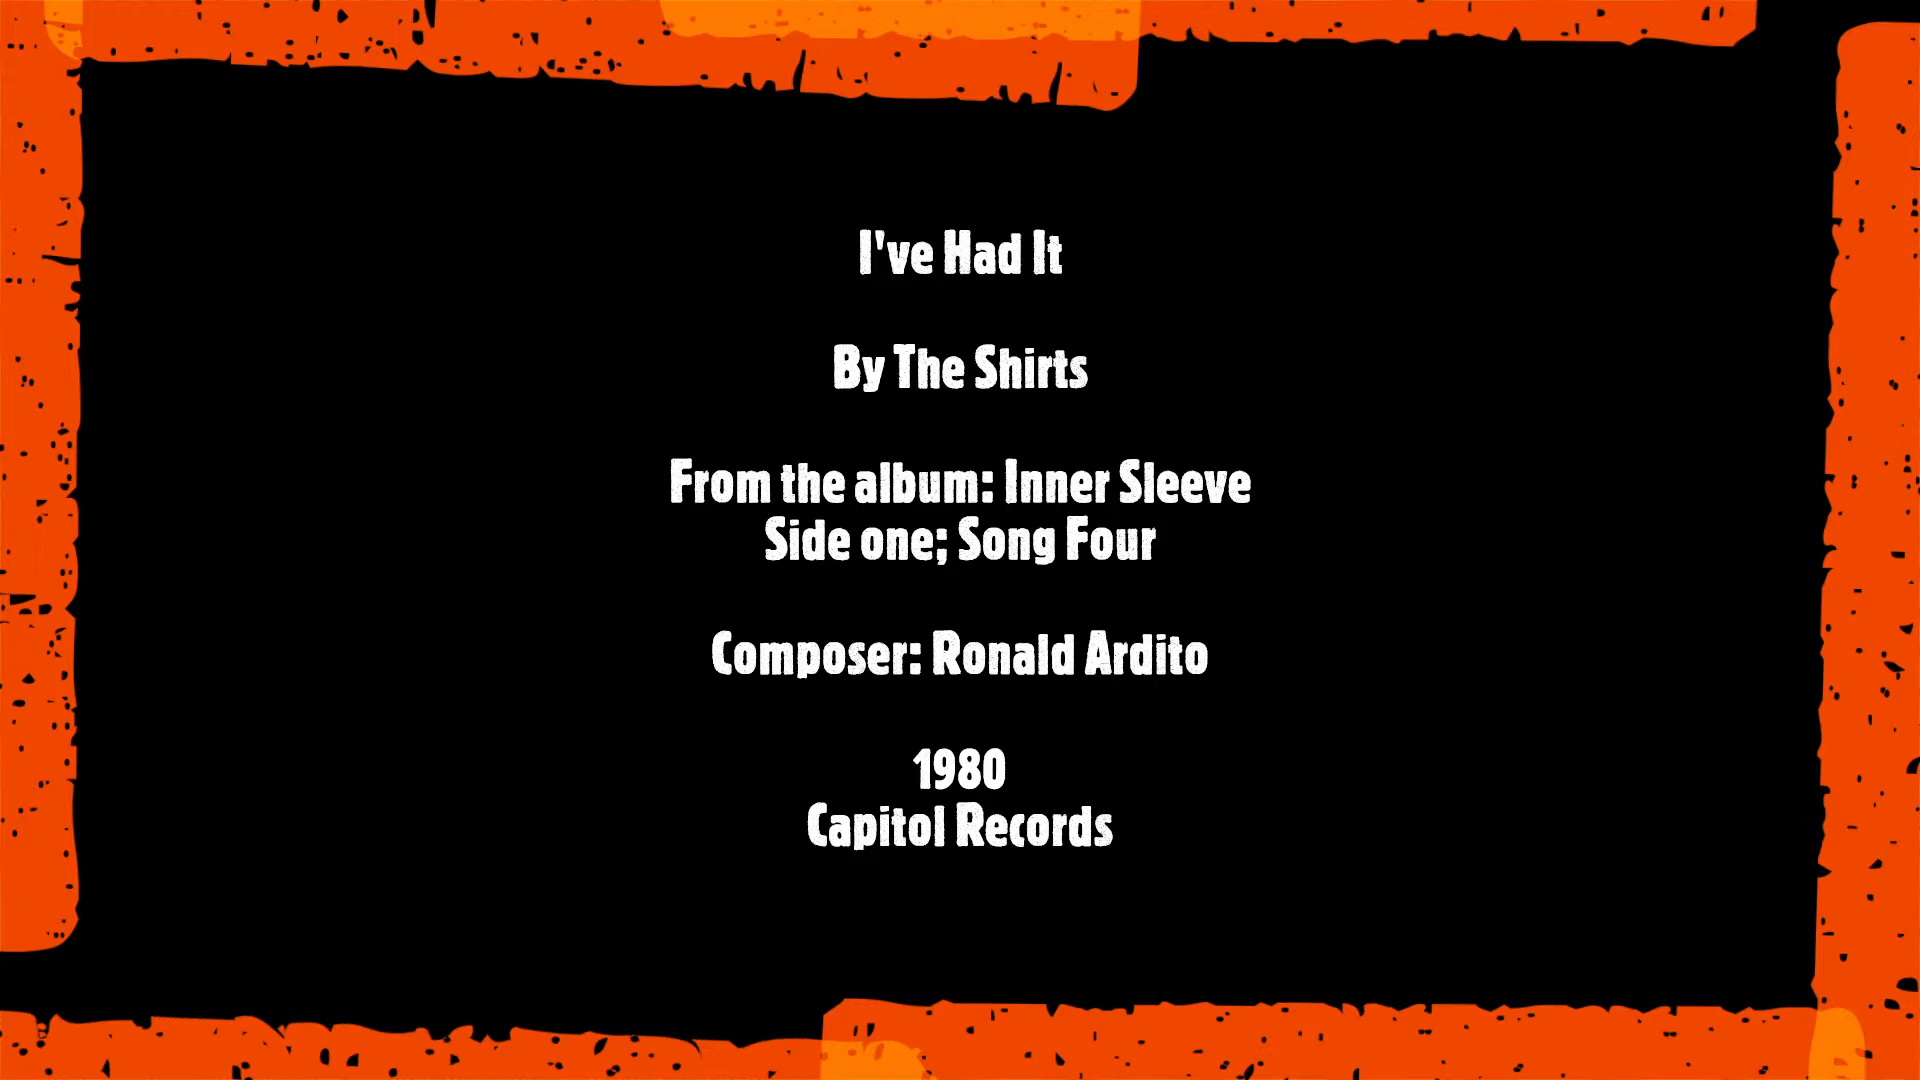 I've Had It
By The Shirts
From the album: Inner Sleeve
Side one; Song Four
Composer: Ronald Ardito
1980
Capitol Records